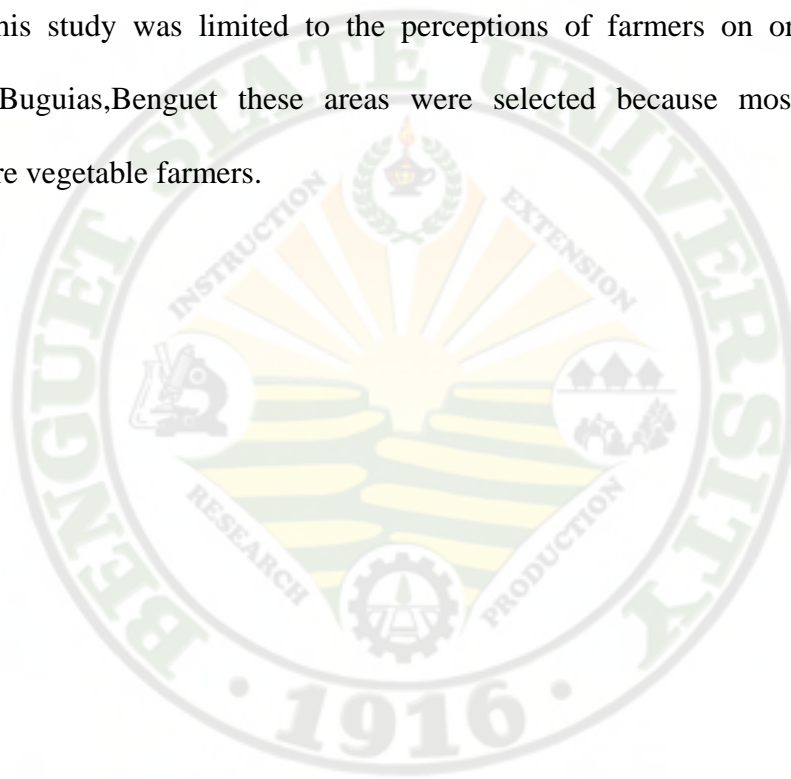 his study was limited to the perceptions of farmers on or
Buguias,Benguet these areas were selected because mos
re vegetable farmers.
BENGUET STATE UNIVERSITY
INSTRUCTION
EXTENSION
RESEARCH
PRODUCTION
· 1916 ·